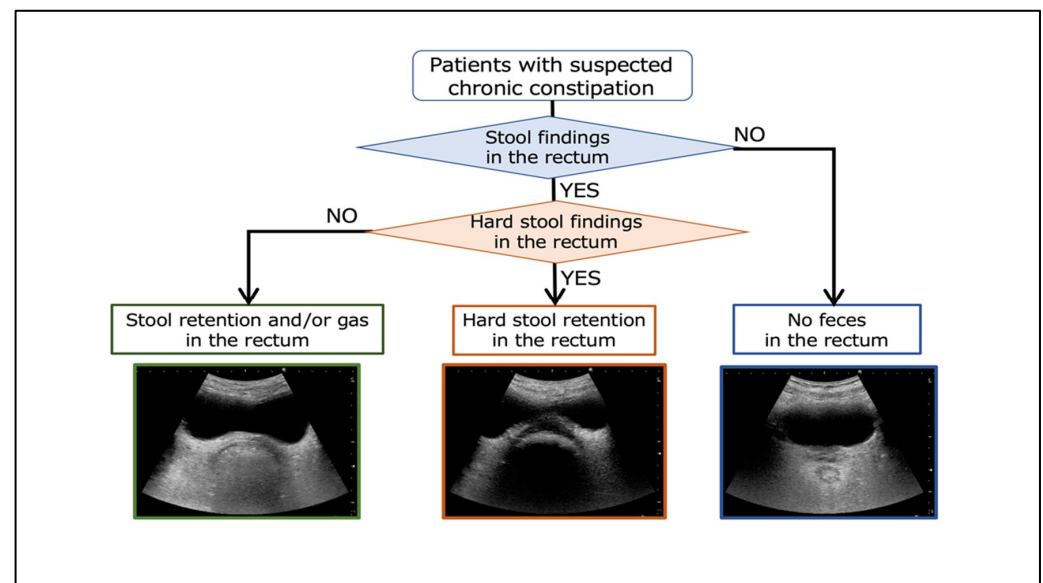 Patients with suspected
chronic constipation
Stool findings
in the rectum
NO
YES
NO
Hard stool findings
in the rectum
YES
Stool retention and/or gas
in the rectum
Hard stool retention
in the rectum
No feces
in the rectum